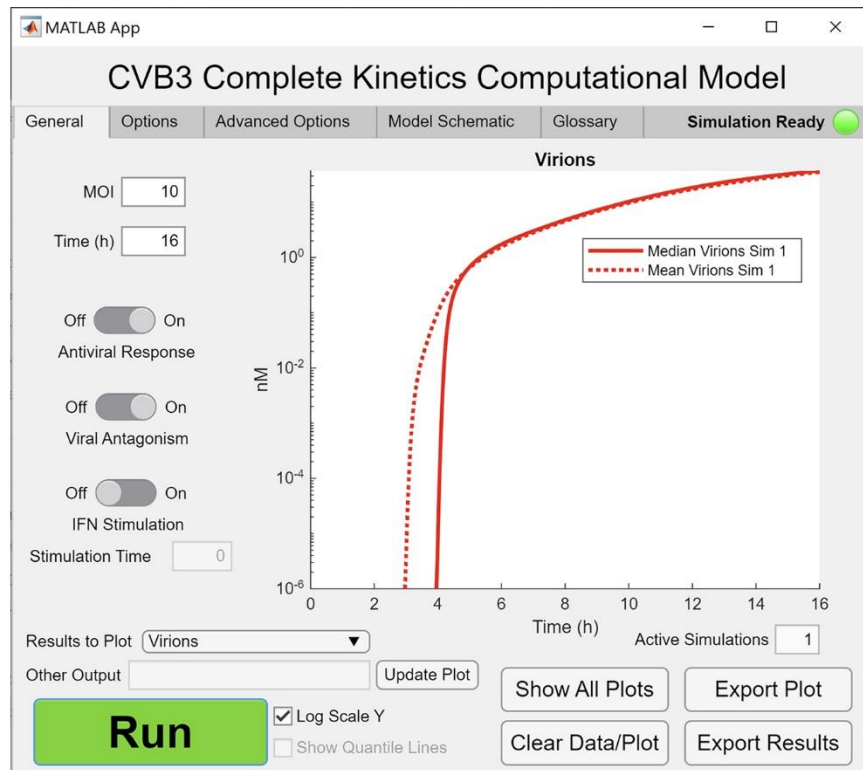 MATLAB App
CVB3 Complete Kinetics Computational Model
General Options Advanced Options Model Schematic Glossary Simulation Ready
MOI 10
Time (h) 16
Off On
Antiviral Response
Off On
Viral Antagonism
Off On
IFN Stimulation
Stimulation Time 0
Virions
Median Virions Sim 1
Mean Virions Sim 1
nM
10⁰
10⁻²
10⁻⁴
10⁻⁶
0 2 4 6 8 10 12 14 16
Time (h)
Active Simulations 1
Results to Plot Virions
Other Output Update Plot
Run
Log Scale Y
Show Quantile Lines
Show All Plots Export Plot
Clear Data/Plot Export Results